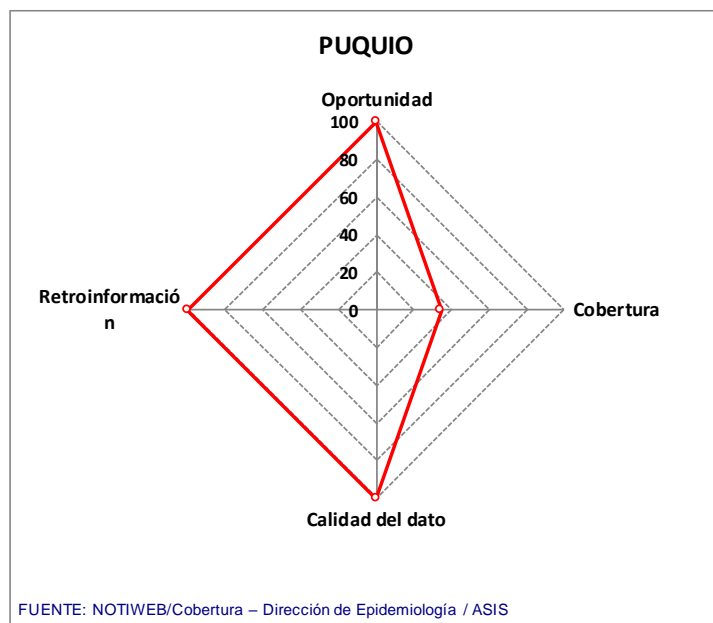 PUQUIO
Oportunidad
100
80
60
40
20
0
Retroinformació
n
Cobertura
Calidad del dato
FUENTE: NOTIWEB/Cobertura – Dirección de Epidemiología / ASIS